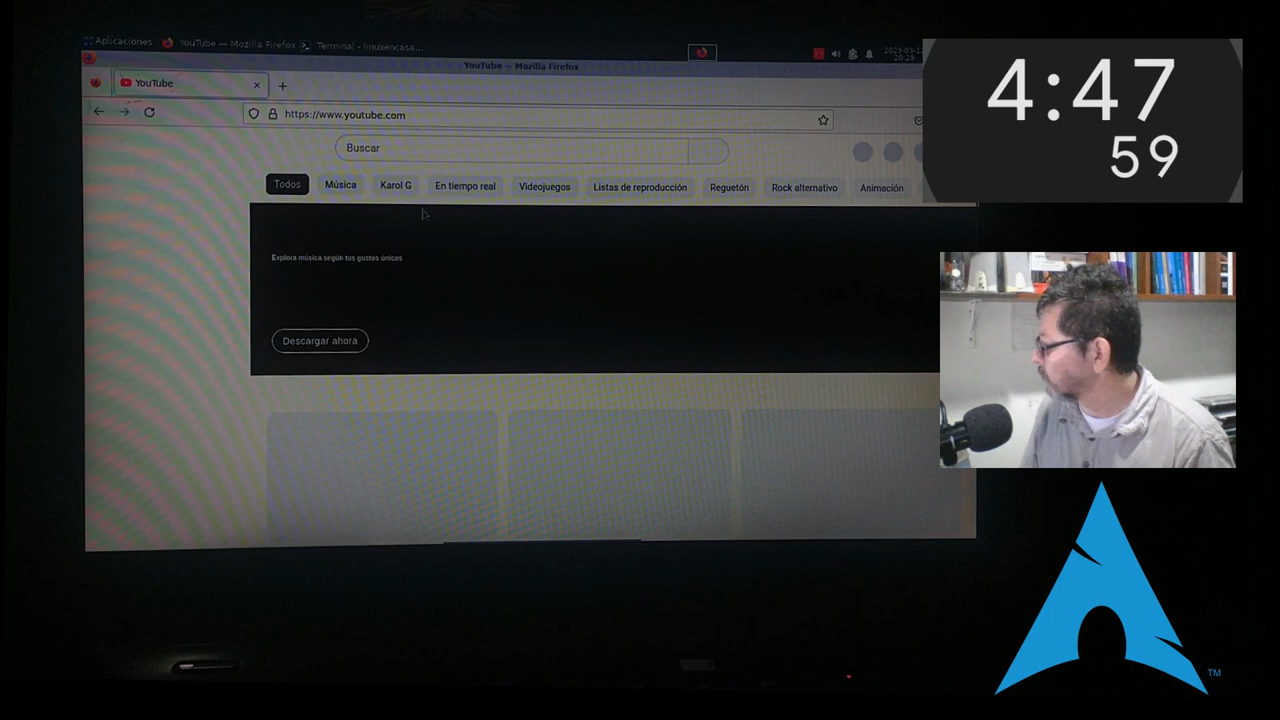 Aplicaciones YouTube — Mozilla Firefox Terminal - linuxencasa...
YouTube — Mozilla Firefox
YouTube
https://www.youtube.com
Buscar
Todos Música Karol G En tiempo real Videojuegos Listas de reproducción Reguetón Rock alternativo Animación
Explora música según tus gustos únicos
Descargar ahora
4:47
59
TM